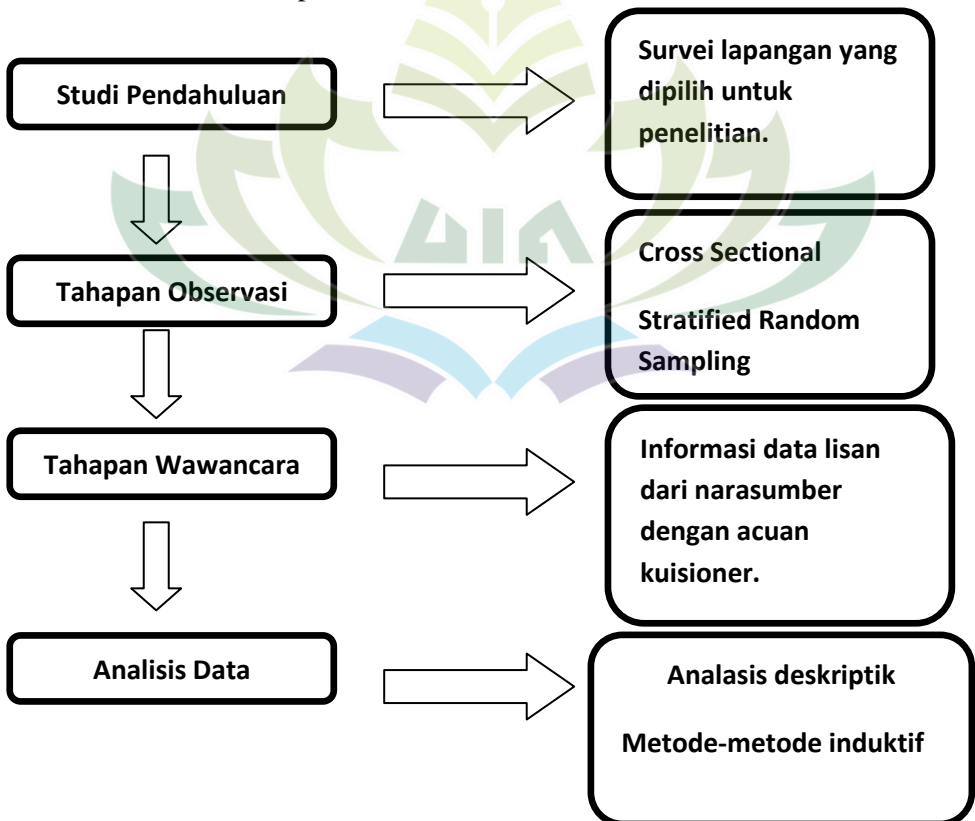 Studi Pendahuluan
Survei lapangan yang
dipilih untuk
penelitian.
Tahapan Observasi
Cross Sectional
Stratified Random
Sampling
Tahapan Wawancara
Informasi data lisan
dari narasumber
dengan acuan
kuisioner.
Analisis Data
Analasis deskriptik
Metode-metode induktif